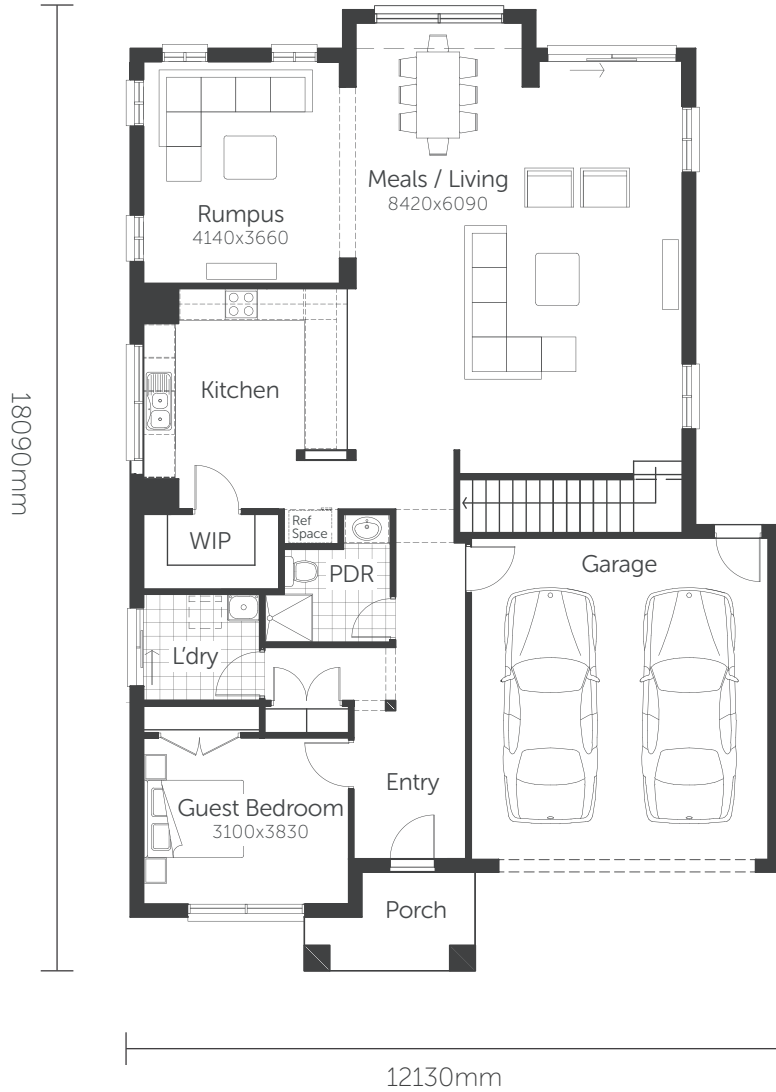 Meals / Living
8420x6090
Rumpus
4140x3660
Kitchen
18090mm
Ref
Space
WIP
PDR
Garage
L'dry
Entry
Guest Bedroom
3100x3830
Porch
12130mm